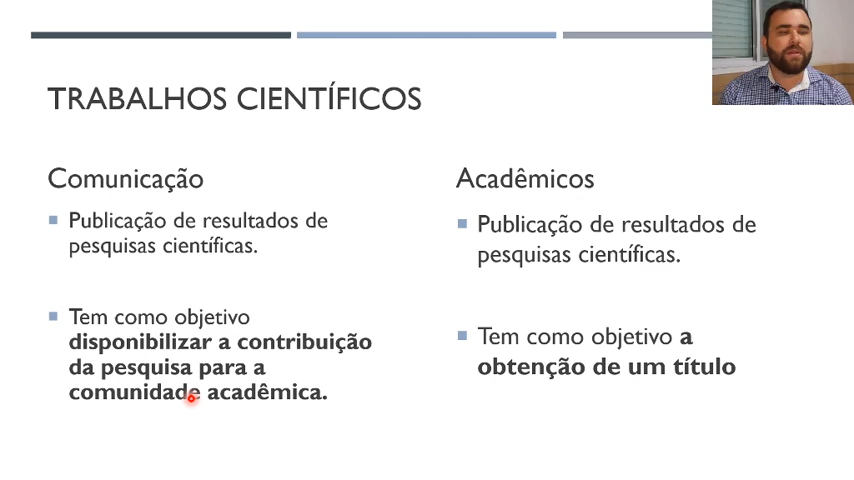 TRABALHOS CIENTÍFICOS
Comunicação
Publicação de resultados de
pesquisas científicas.
Tem como objetivo
disponibilizar a contribuição
da pesquisa para a
comunidade acadêmica.
Acadêmicos
Publicação de resultados de
pesquisas científicas.
Tem como objetivo a
obtenção de um título